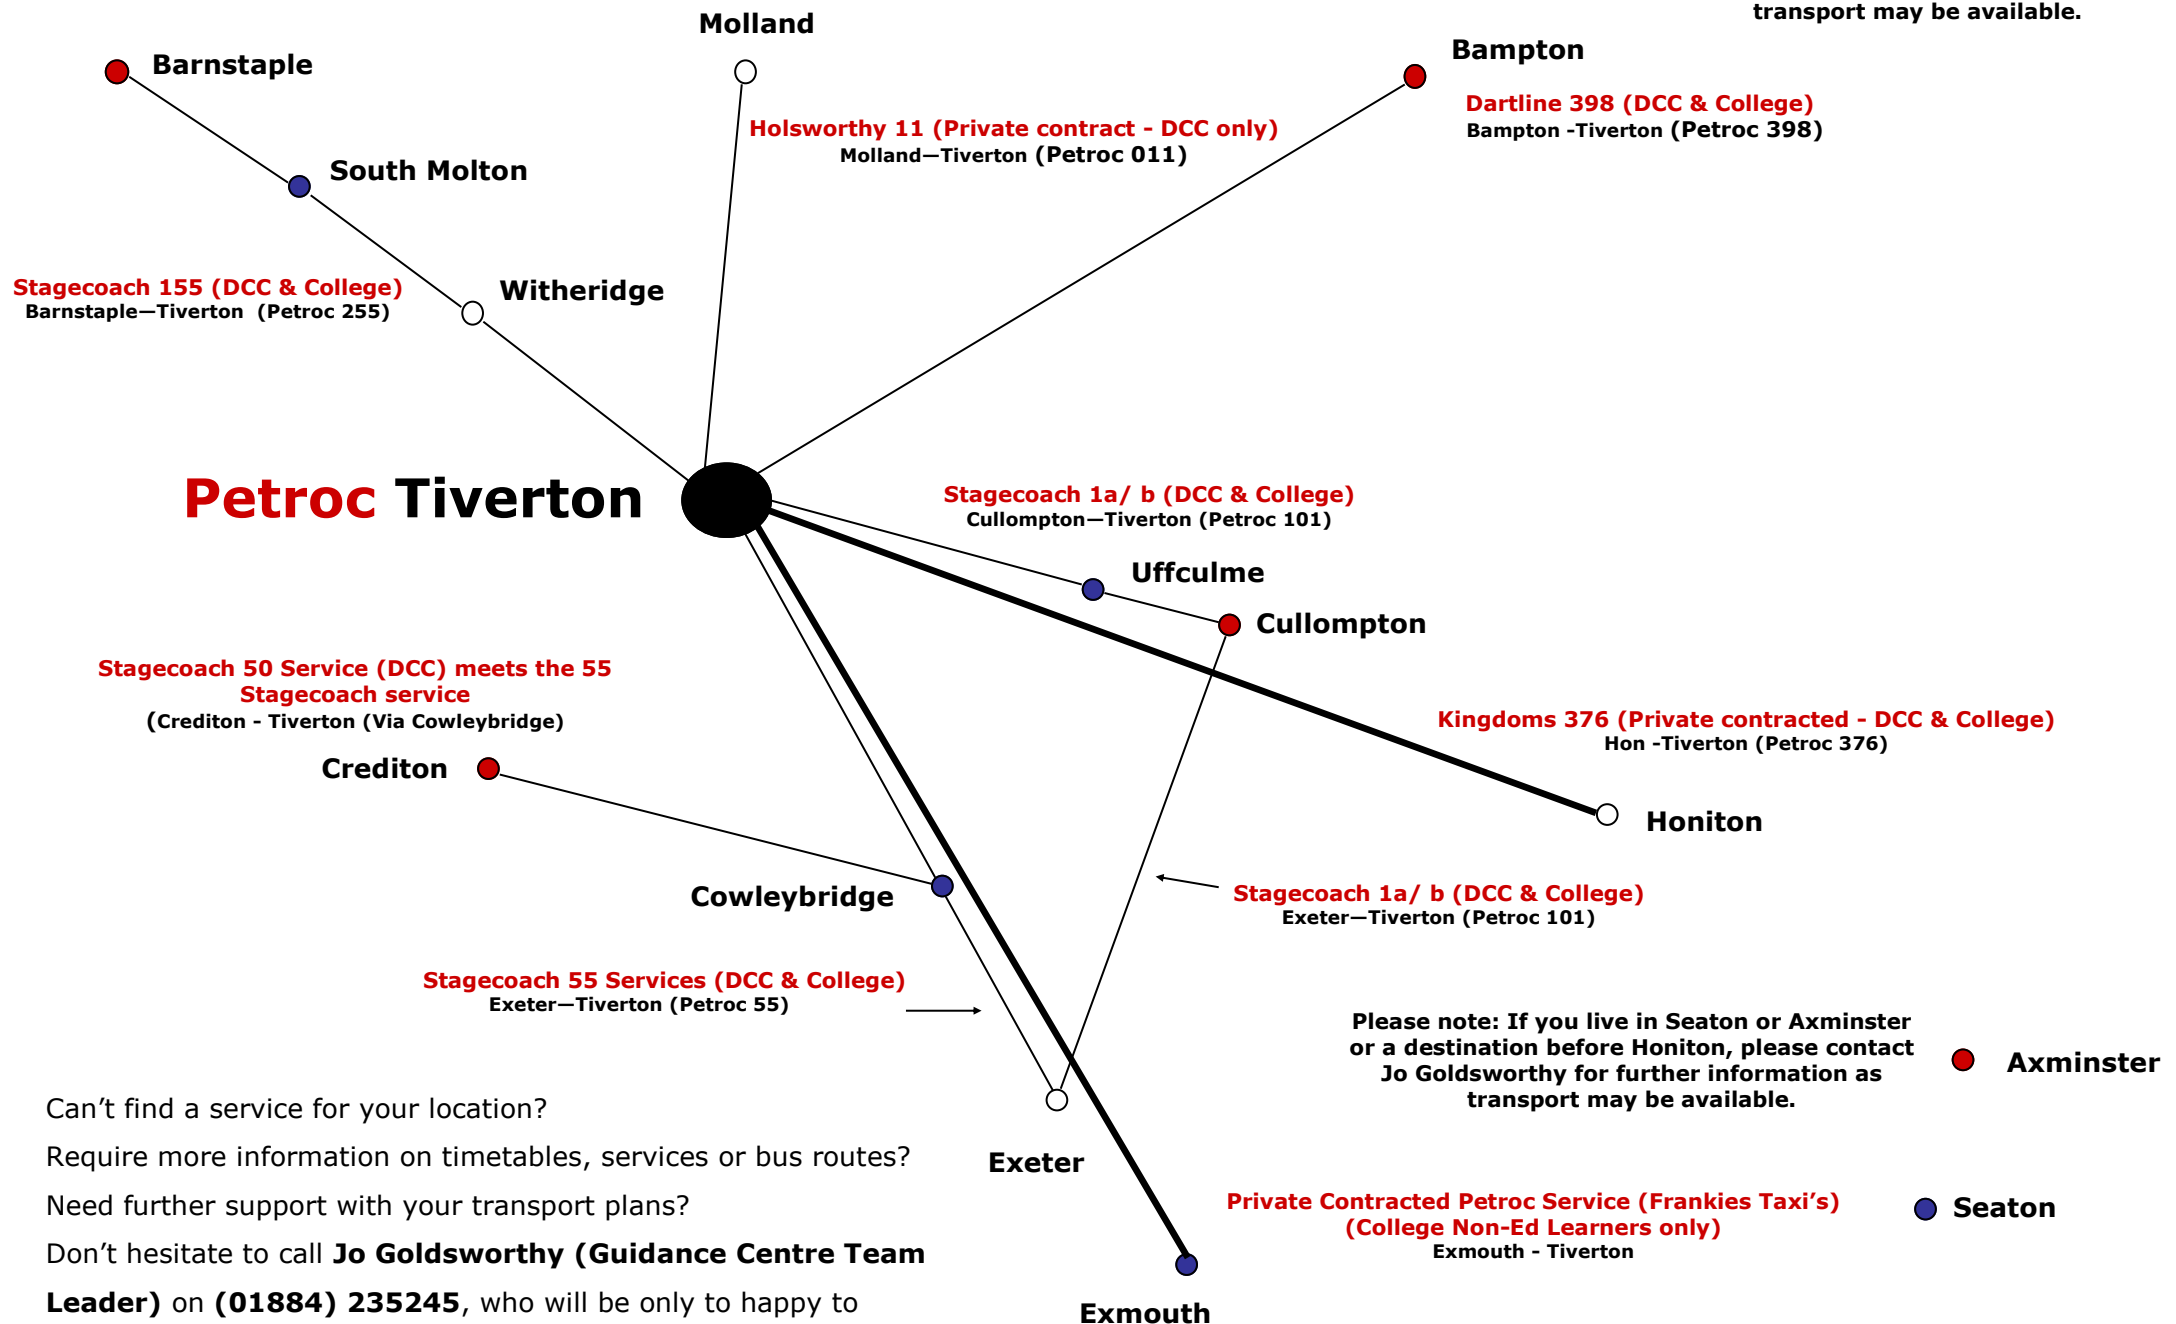 transport may be available.
Molland
Bampton
Barnstaple
Dartline 398 (DCC & College)
Bampton -Tiverton (Petroc 398)
Holsworthy 11 (Private contract - DCC only)
Molland—Tiverton (Petroc 011)
South Molton
Witheridge
Stagecoach 155 (DCC & College)
Barnstaple—Tiverton (Petroc 255)
Petroc Tiverton
Stagecoach 1a/ b (DCC & College)
Cullompton—Tiverton (Petroc 101)
Uffculme
Cullompton
Stagecoach 50 Service (DCC) meets the 55
Stagecoach service
(Crediton - Tiverton (Via Cowleybridge)
Crediton
Kingdoms 376 (Private contracted - DCC & College)
Hon -Tiverton (Petroc 376)
Honiton
Cowleybridge
Stagecoach 1a/ b (DCC & College)
Exeter—Tiverton (Petroc 101)
Stagecoach 55 Services (DCC & College)
Exeter—Tiverton (Petroc 55)
Please note: If you live in Seaton or Axminster
or a destination before Honiton, please contact
Jo Goldsworthy for further information as
transport may be available.
Axminster
Exeter
Private Contracted Petroc Service (Frankies Taxi’s)
(College Non-Ed Learners only)
Exmouth - Tiverton
Seaton
Exmouth
Can’t find a service for your location?
Require more information on timetables, services or bus routes?
Need further support with your transport plans?
Don’t hesitate to call Jo Goldsworthy (Guidance Centre Team
Leader) on (01884) 235245, who will be only to happy to